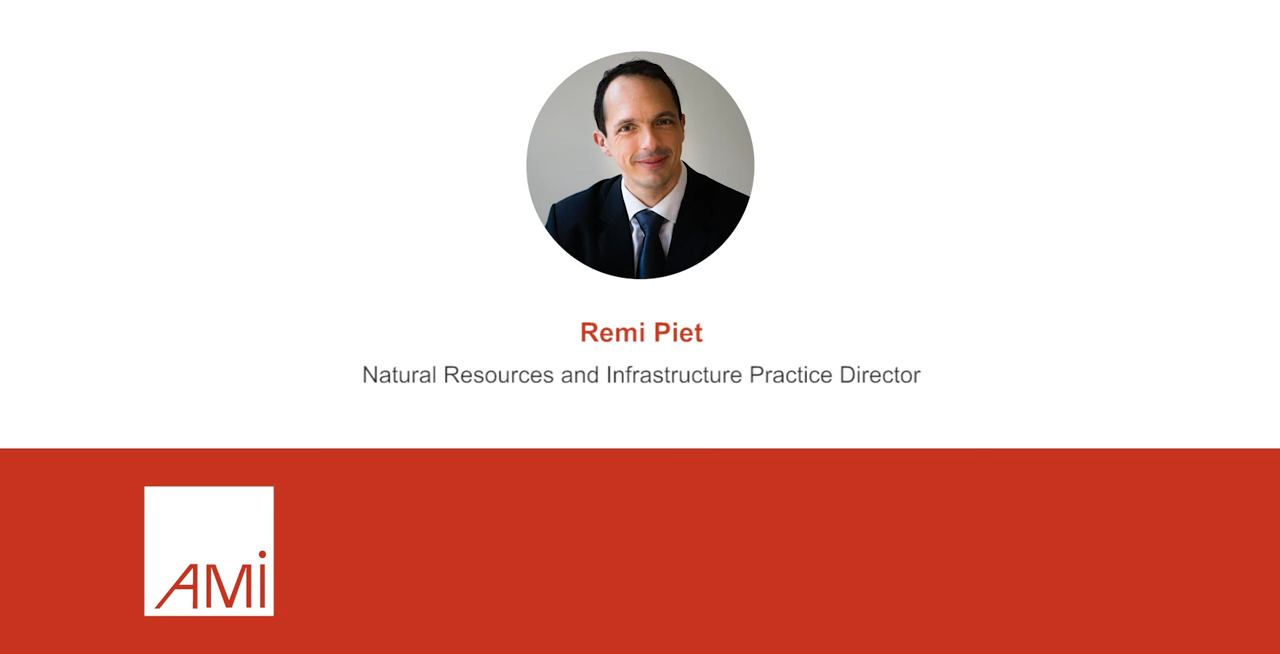 Remi Piet
Natural Resources and Infrastructure Practice Director
AMi